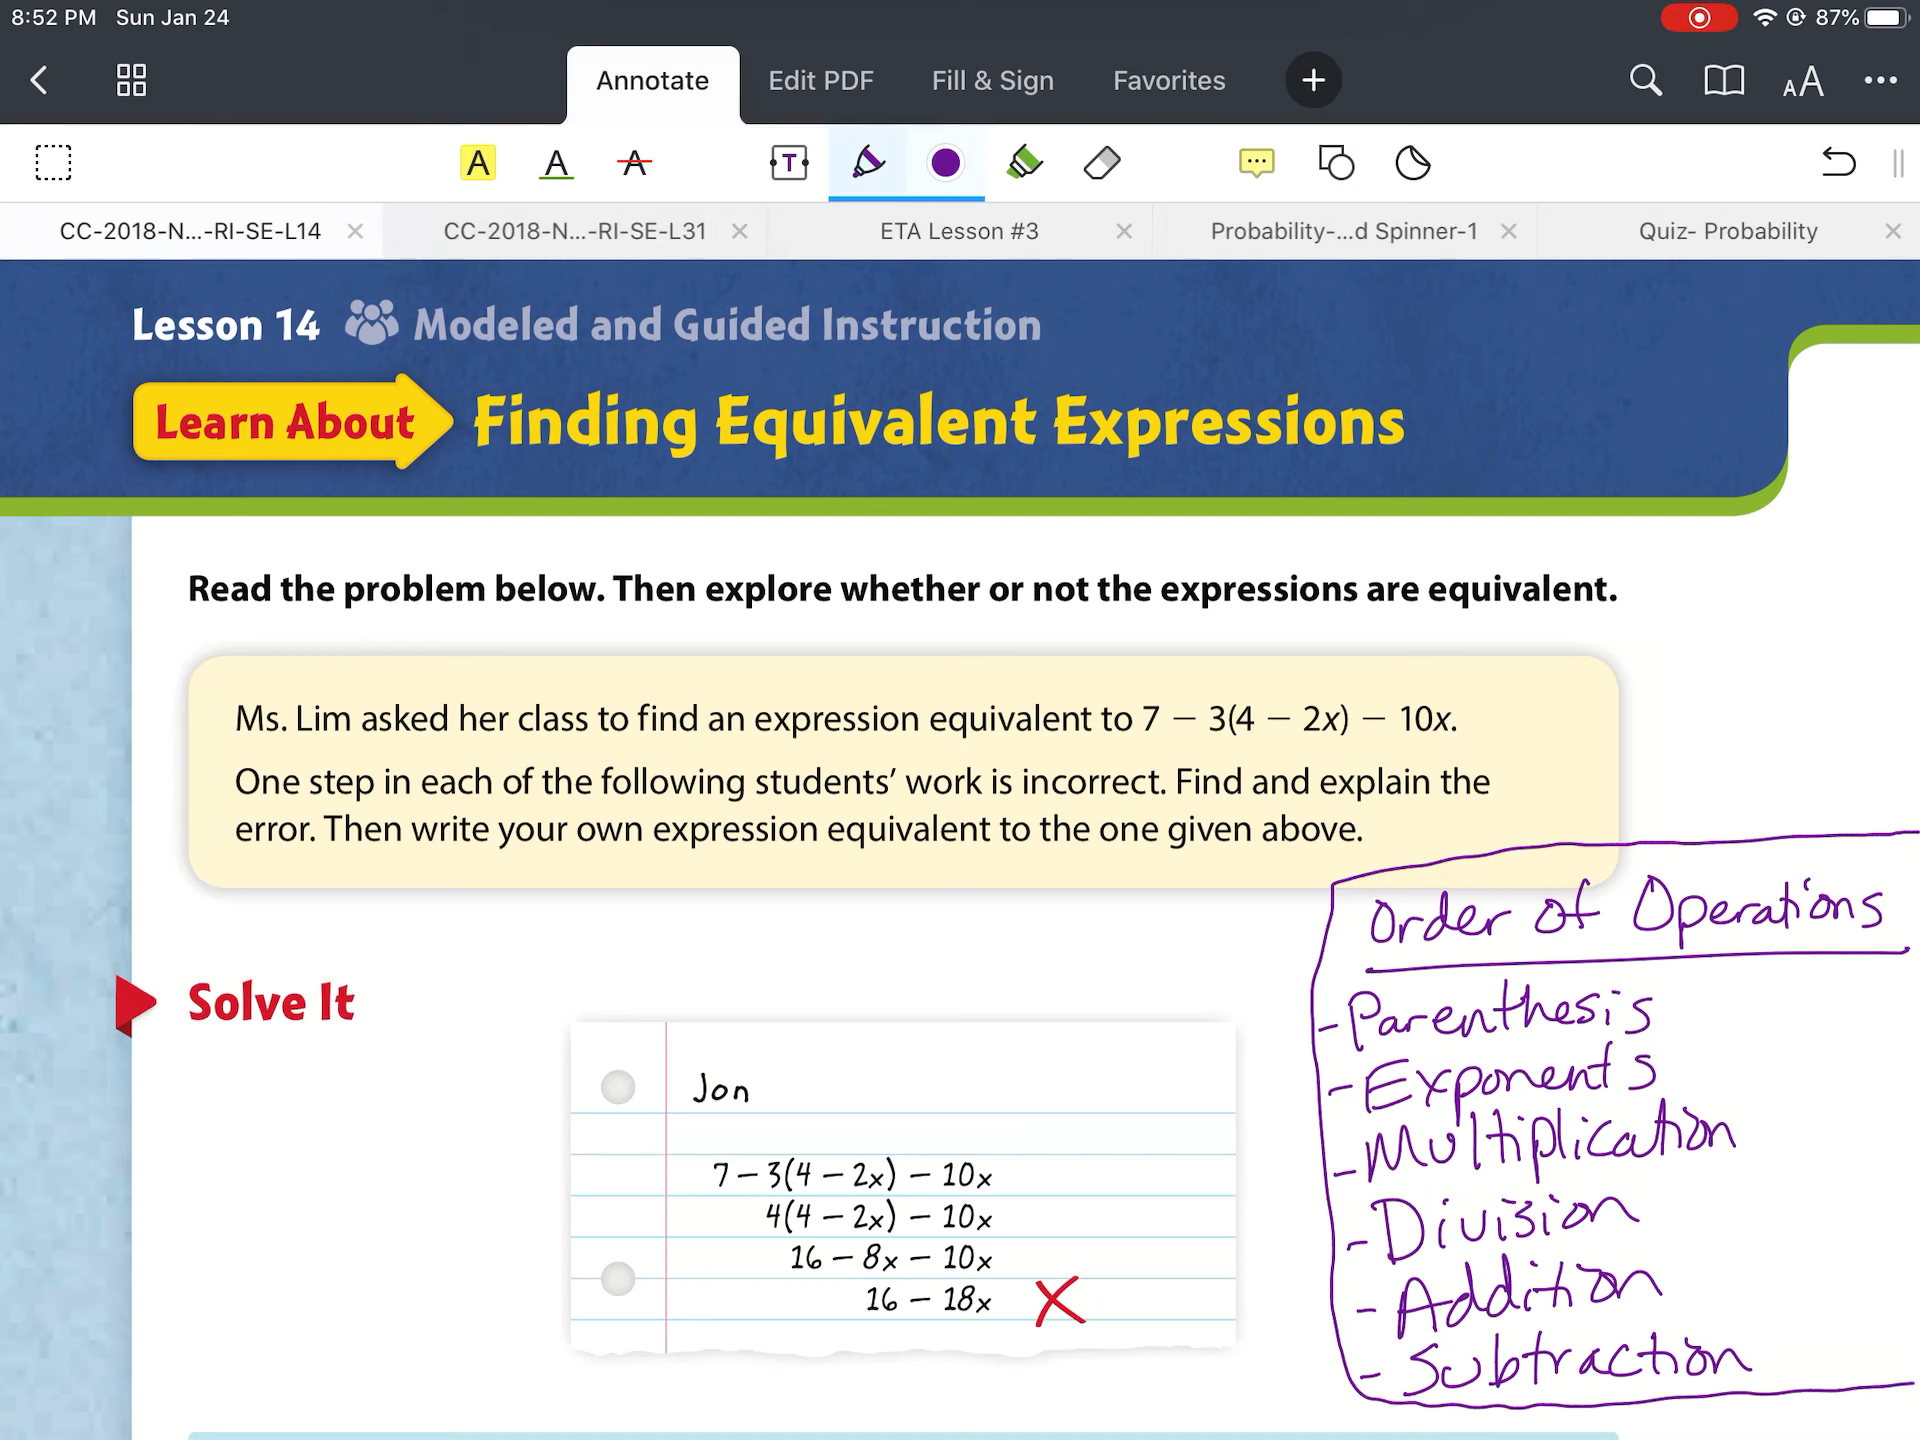 8:52 PM Sun Jan 24
87%
Annotate Edit PDF Fill & Sign Favorites
A A A T AA
CC-2018-N...-RI-SE-L14 CC-2018-N...-RI-SE-L31 ETA Lesson #3 Probability-...d Spinner-1 Quiz- Probability
Lesson 14 Modeled and Guided Instruction
Learn About Finding Equivalent Expressions
Read the problem below. Then explore whether or not the expressions are equivalent.
Ms. Lim asked her class to find an expression equivalent to 7 − 3(4 − 2x) − 10x.
One step in each of the following students’ work is incorrect. Find and explain the
error. Then write your own expression equivalent to the one given above.
Solve It
Jon
7 − 3(4 − 2x) − 10x
4(4 − 2x) − 10x
16 − 8x − 10x
16 − 18x
Order of Operations
- Parenthesis
- Exponents
- Multiplication
- Division
- Addition
- Subtraction